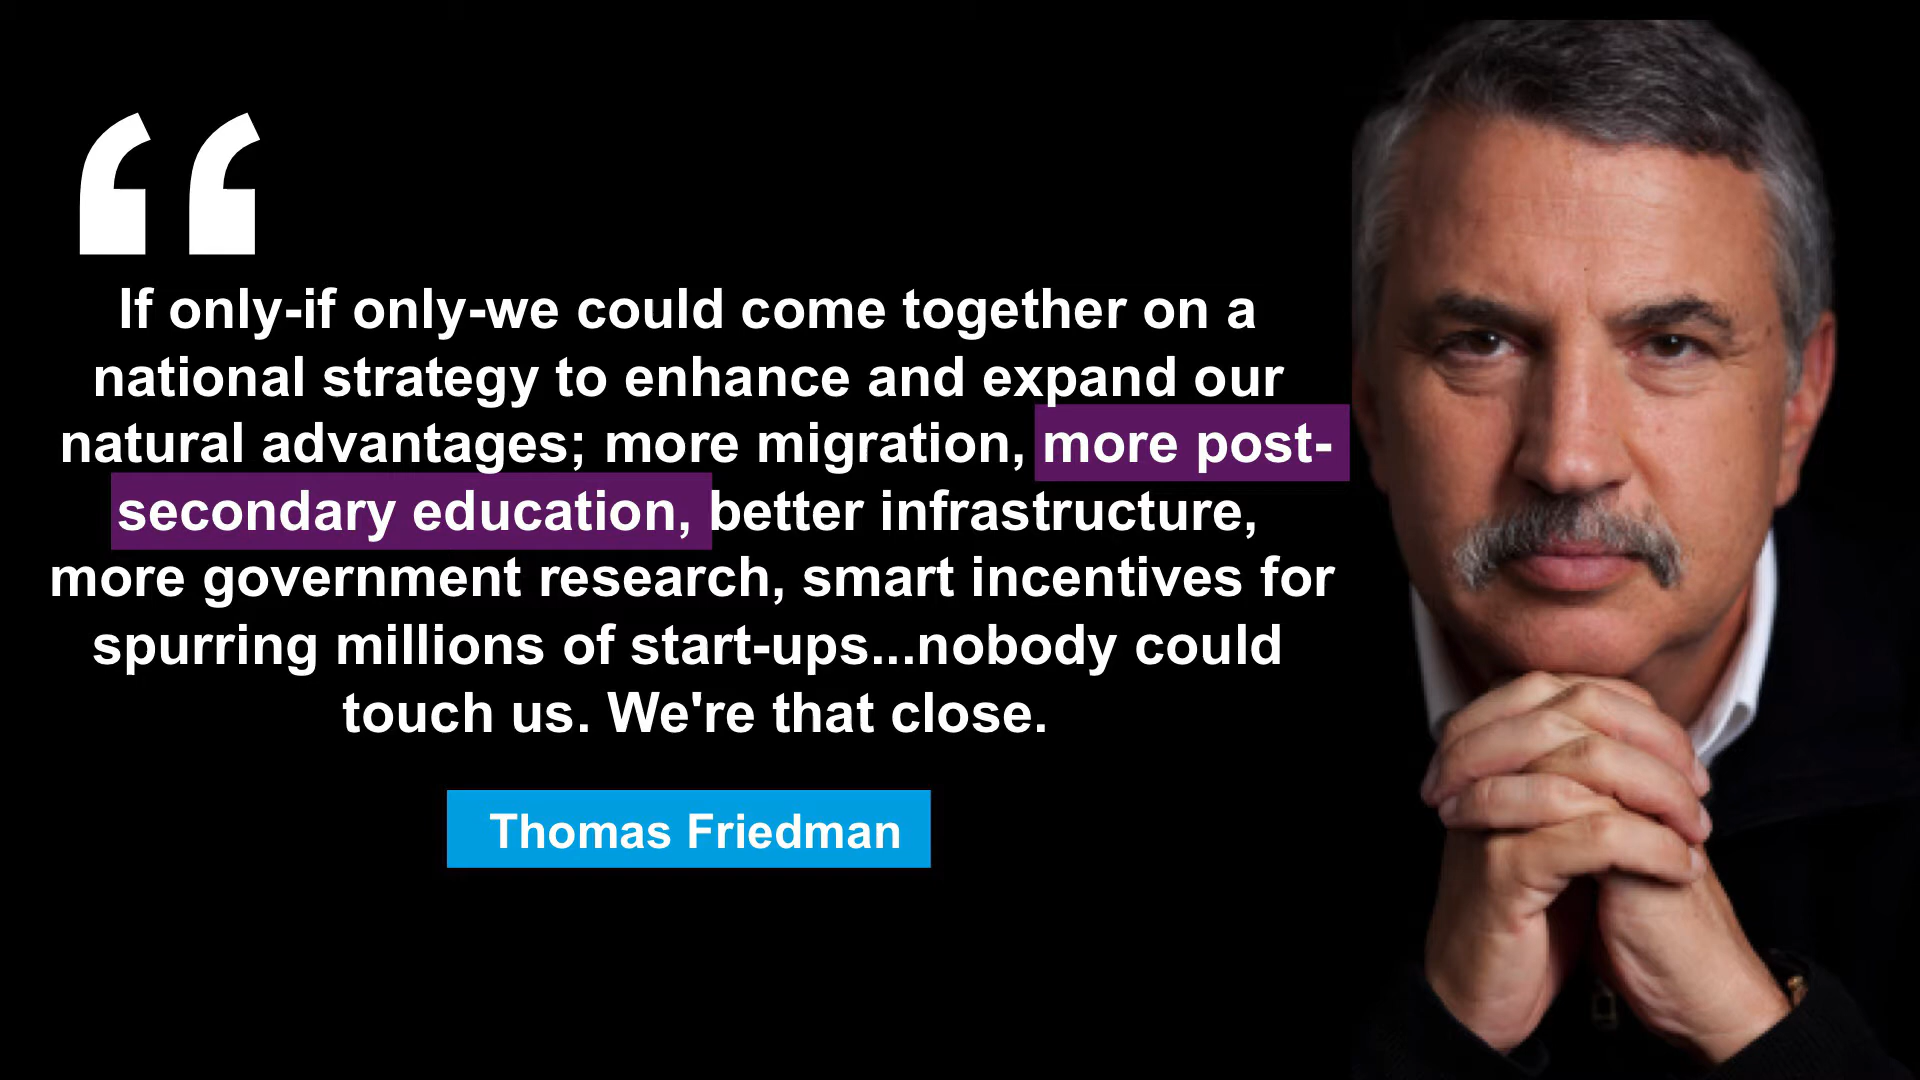 “
If only-if only-we could come together on a
national strategy to enhance and expand our
natural advantages; more migration, more post-
secondary education, better infrastructure,
more government research, smart incentives for
spurring millions of start-ups...nobody could
touch us. We're that close.
Thomas Friedman